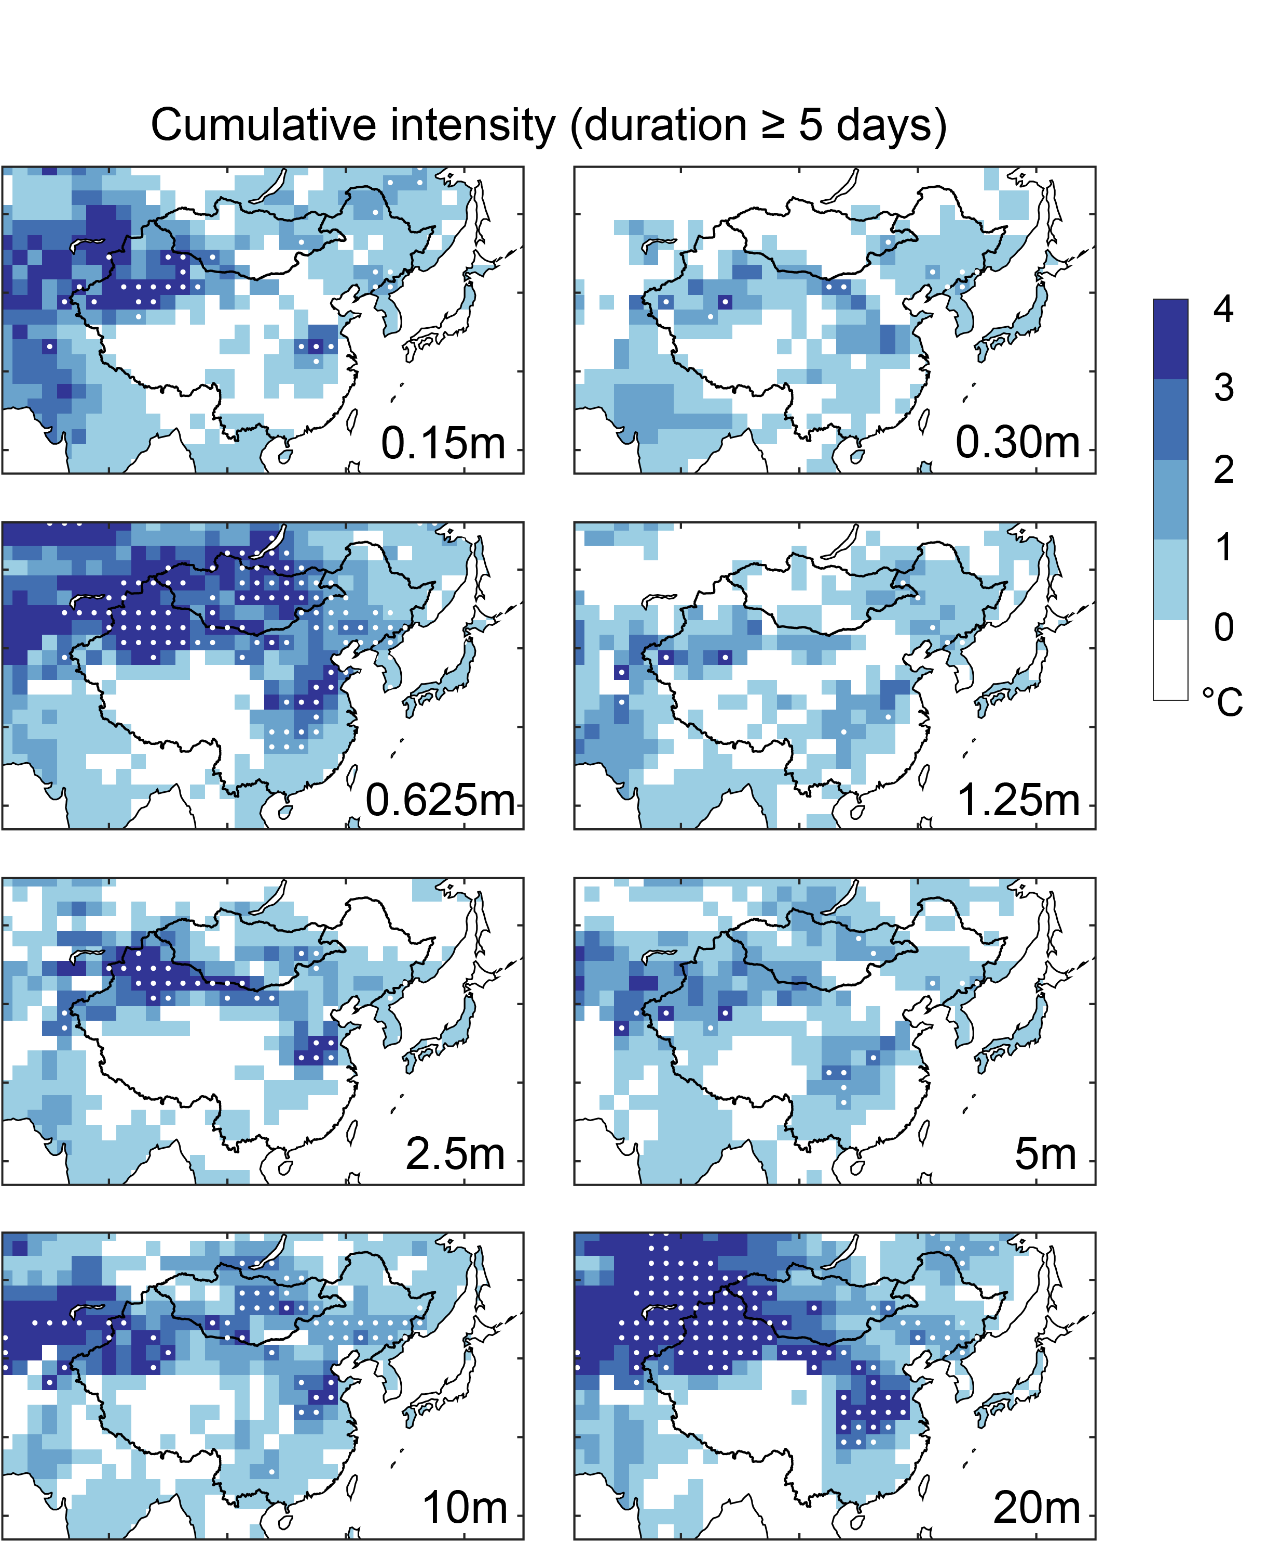 Cumulative intensity (duration ≥ 5 days)
0.15m
0.30m
4
3
2
1
0
°C
0.625m
1.25m
2.5m
5m
10m
20m